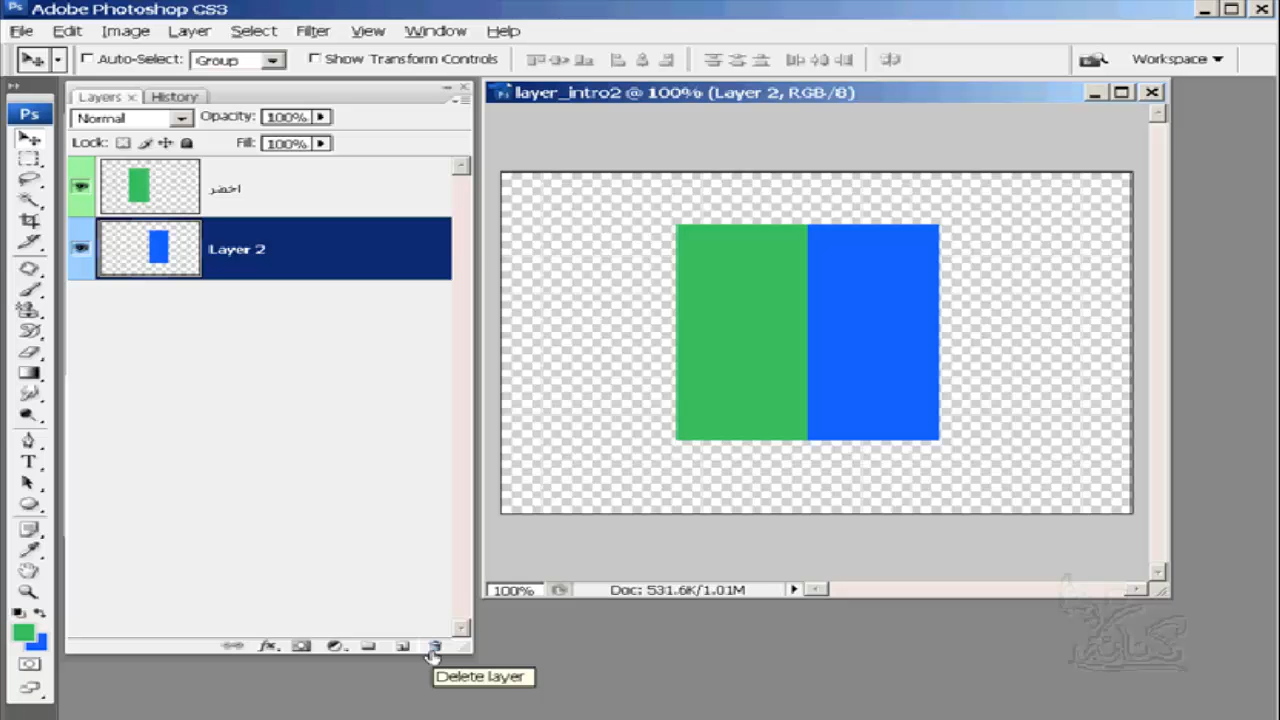 Adobe Photoshop CS3
File Edit Image Layer Select Filter View Window Help
Auto-Select: Group Show Transform Controls Workspace
Layers × History
Normal Opacity: 100%
Lock: Fill: 100%
اخضر
Layer 2
Delete layer
Ps
T
layer_intro2 @ 100% (Layer 2, RGB/8)
100% Doc: 531.6K/1.01M